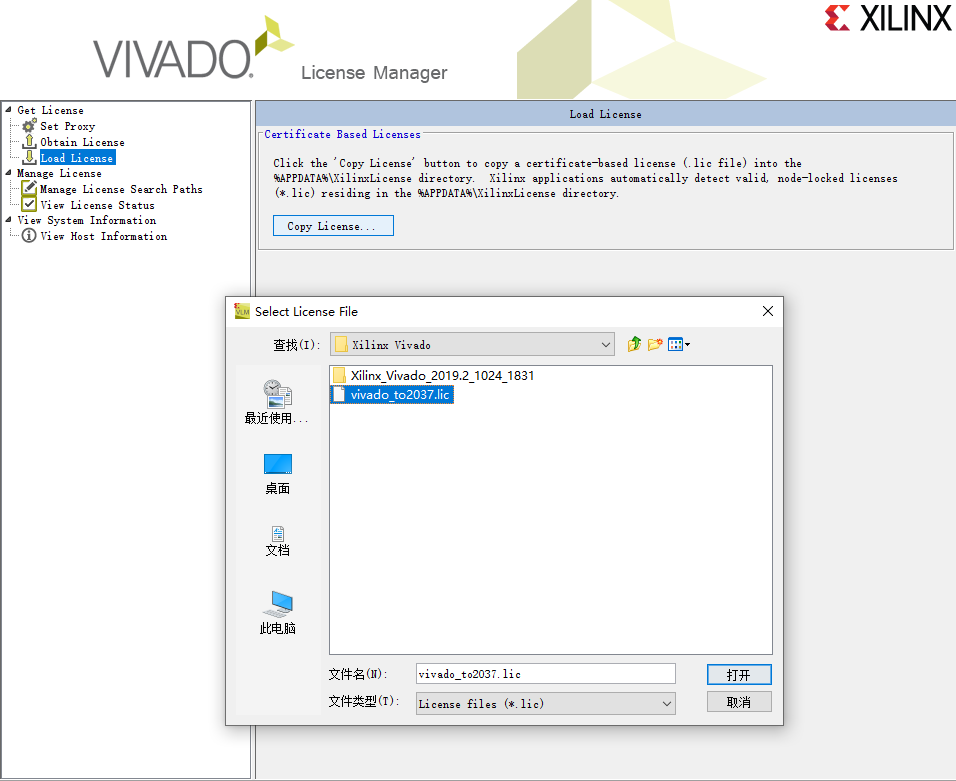 VIVADO.
License Manager
XILINX
Get License
Set Proxy
Obtain License
Load License
Manage License
Manage License Search Paths
View License Status
View System Information
View Host Information
Load License
Certificate Based Licenses
Click the 'Copy License' button to copy a certificate-based license (.lic file) into the
%APPDATA%\XilinxLicense directory. Xilinx applications automatically detect valid, node-locked licenses
(*.lic) residing in the %APPDATA%\XilinxLicense directory.
Copy License...
VLM
Select License File
查找(I):
Xilinx Vivado
Xilinx_Vivado_2019.2_1024_1831
vivado_to2037.lic
最近使用...
桌面
文档
此电脑
文件名(N):
vivado_to2037.lic
打开
文件类型(T):
License files (*.lic)
取消